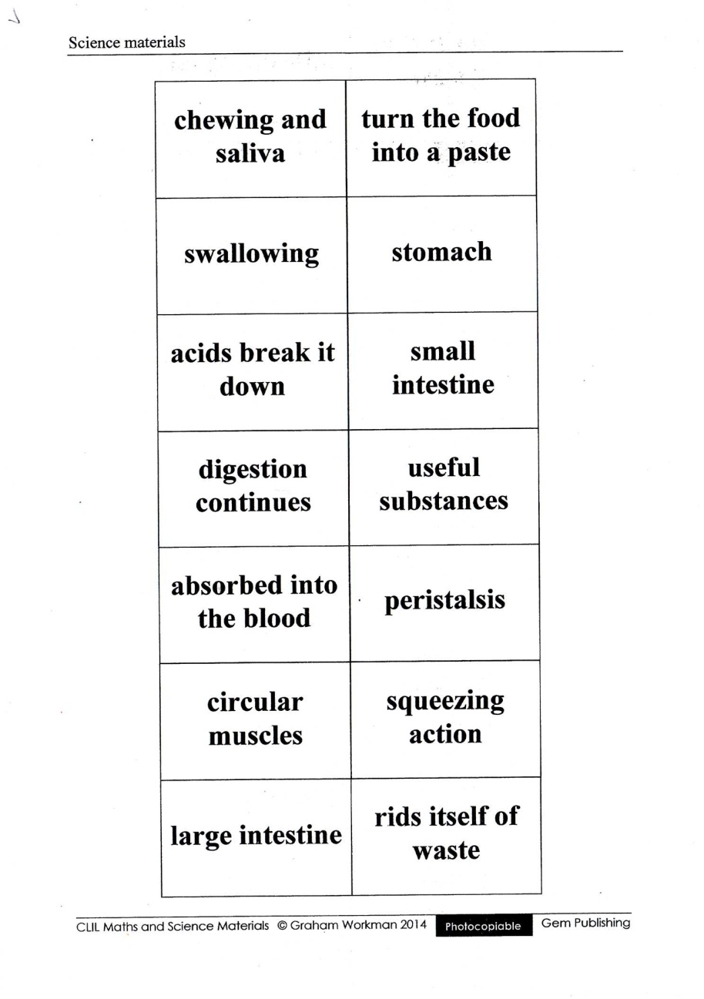 Science materials
chewing and
saliva
turn the food
into a paste
swallowing
stomach
acids break it
down
small
intestine
digestion
continues
useful
substances
absorbed into
the blood
peristalsis
circular
muscles
squeezing
action
large intestine
rids itself of
waste
CLIL Maths and Science Materials © Graham Workman 2014 Photocopiable Gem Publishing